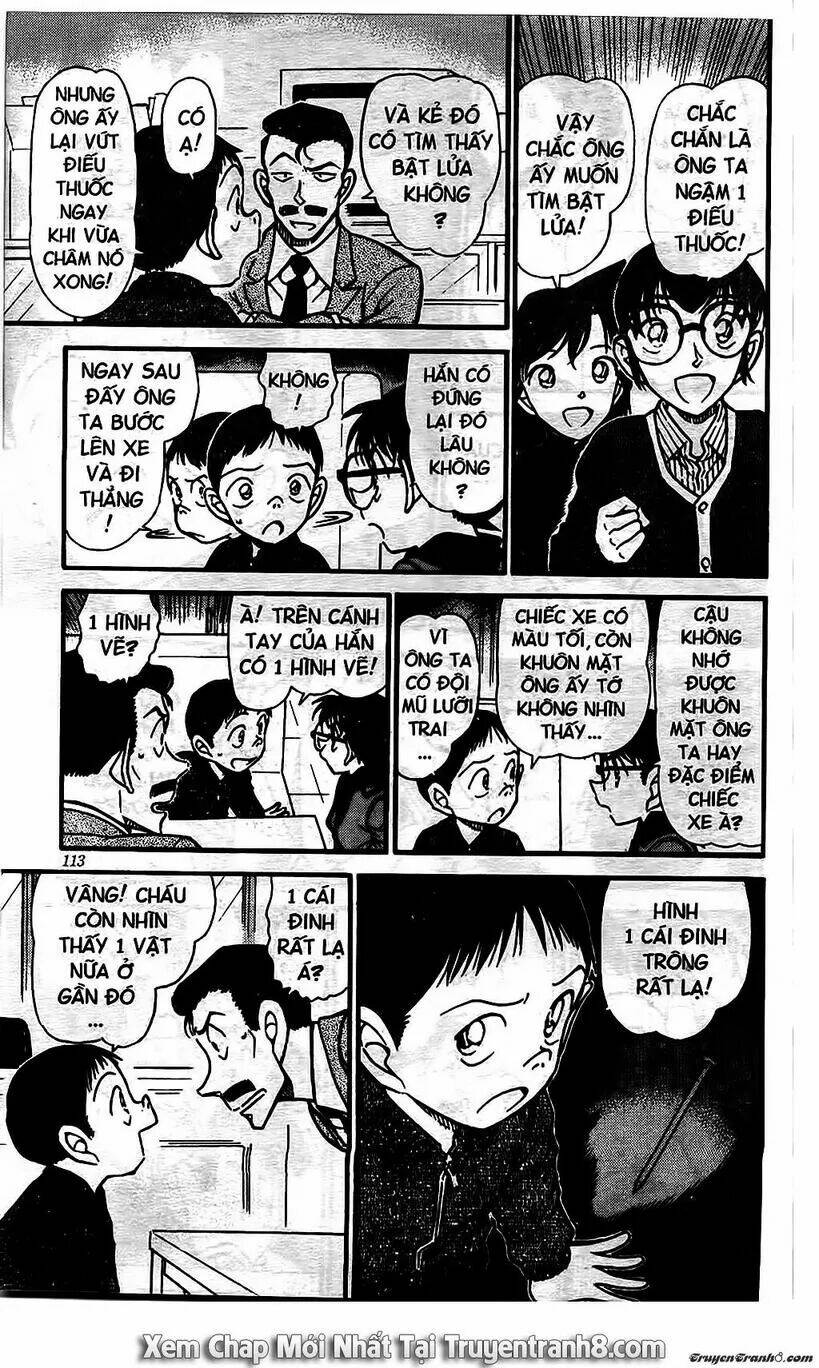 CHẮC
CHẮN LÀ
ÔNG TA
NGẬM 1
ĐIẾU
THUỐC!
VẬY
CHẮC ÔNG
ẤY MUỐN
TÌM BẬT
LỬA!
VÀ KẺ ĐÓ
CÓ TÌM THẤY
BẬT LỬA
KHÔNG
?
CÓ
Ạ!
NHƯNG
ÔNG ẤY
LẠI VỨT
ĐIẾU
THUỐC
NGAY
KHI VỪA
CHÂM NÓ
XONG!
HẮN CÓ
ĐỨNG
LẠI ĐÓ
LÂU
KHÔNG
?
KHÔNG
!
NGAY SAU
ĐẤY ÔNG
TA BƯỚC
LÊN XE
VÀ ĐI
THẲNG
!
CẬU
KHÔNG
NHỚ
ĐƯỢC
KHUÔN
MẶT ÔNG
TA HAY
ĐẶC ĐIỂM
CHIẾC
XE À?
CHIẾC XE CÓ
MÀU TỐI, CÒN
KHUÔN MẶT
ÔNG ẤY TỚ
KHÔNG NHÌN
THẤY...
VÌ
ÔNG TA
CÓ ĐỘI
MŨ LƯỠI
TRAI
...
À! TRÊN CÁNH
TAY CỦA HẮN
CÓ 1 HÌNH VẼ!
1 HÌNH
VẼ?
113
HÌNH
1 CÁI ĐINH
TRÔNG
RẤT LẠ!
1 CÁI
ĐINH
RẤT LẠ
Á?
VÂNG! CHÁU
CÒN NHÌN
THẤY 1 VẬT
NỮA Ở
GẦN ĐÓ
...
Xem Chap Mới Nhất Tại Truyentranh8.com
TruyenTranh8.com